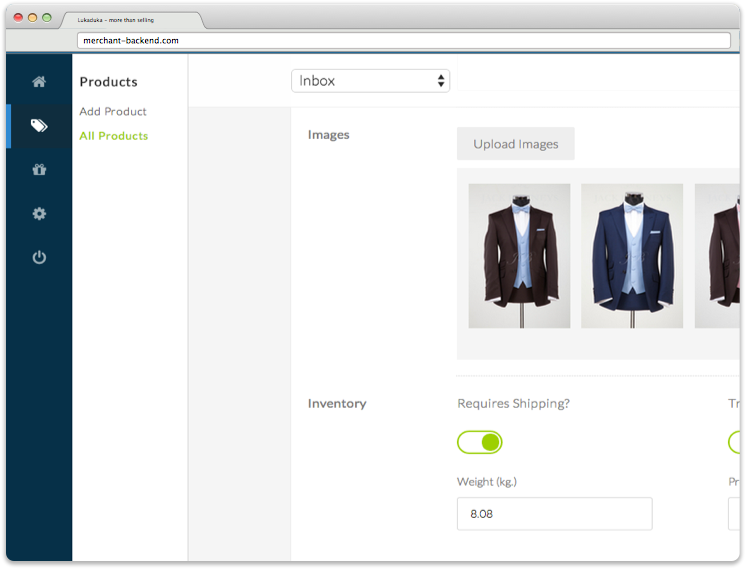 Lukaduka - more than selling
merchant-backend.com
Products
Add Product
All Products
Inbox
Images
Upload Images
Inventory
Requires Shipping?
Tr
Weight (kg.)
Pr
8.08